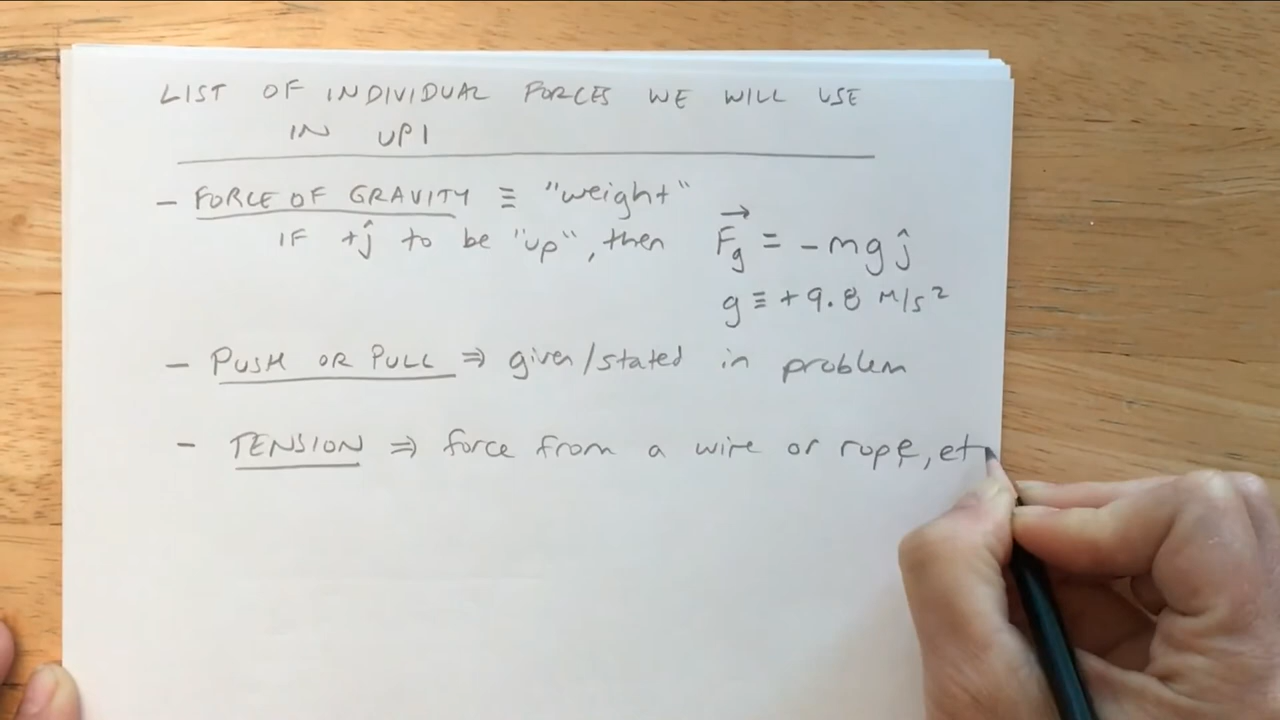 LIST OF INDIVIDUAL FORCES WE WILL USE
IN UP1
- FORCE OF GRAVITY ≡ "weight"
IF +ĵ to be "up", then F⃗g = -mgĵ
g ≡ +9.8 M/s²
- PUSH OR PULL ⇒ given/stated in problem
- TENSION ⇒ force from a wire or rope, et